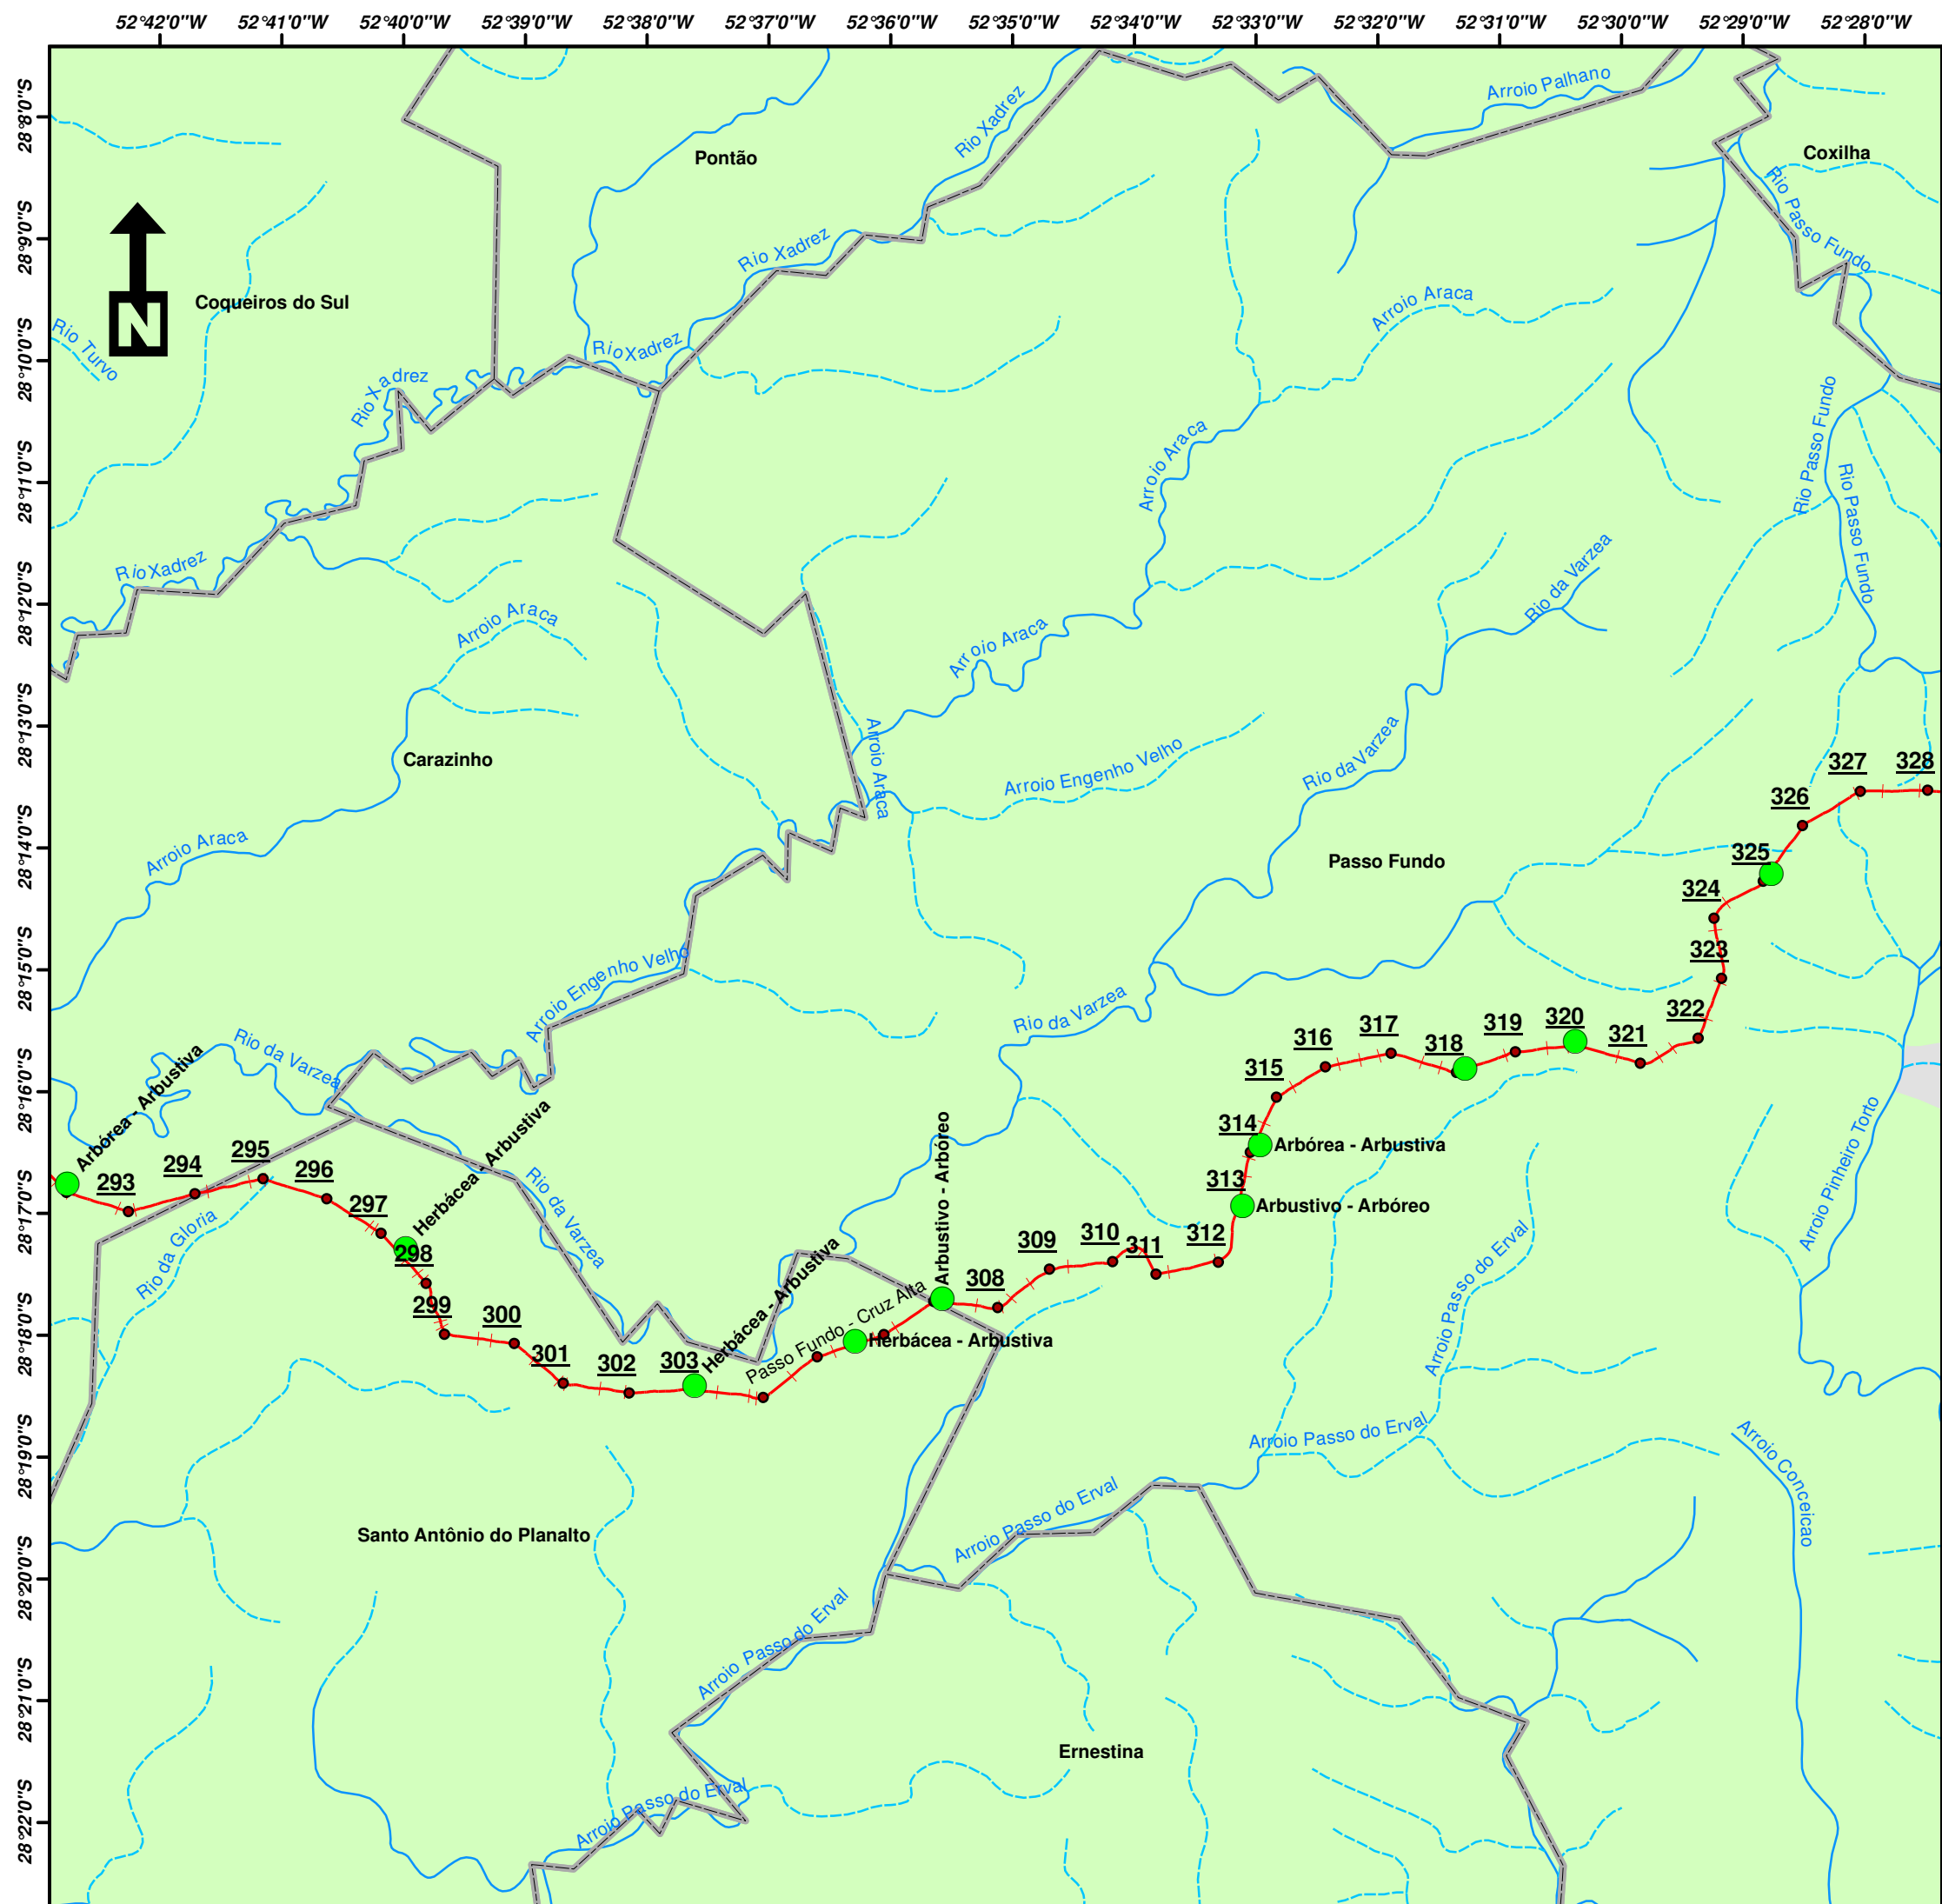 52°42'0"W 52°41'0"W 52°40'0"W 52°39'0"W 52°38'0"W 52°37'0"W 52°36'0"W 52°35'0"W 52°34'0"W 52°33'0"W 52°32'0"W 52°31'0"W 52°30'0"W 52°29'0"W 52°28'0"W
28°8'0"S
28°9'0"S
28°10'0"S
28°11'0"S
28°12'0"S
28°13'0"S
28°14'0"S
28°15'0"S
28°16'0"S
28°17'0"S
28°18'0"S
28°19'0"S
28°20'0"S
28°21'0"S
28°22'0"S
Arroio Palhano
Rio Xadrez
Pontão
Coxilha
Rio Passo Fundo
Rio Xadrez
N
Coqueiros do Sul
Arroio Araca
Rio Turvo
Rio Xadrez
Rio Xadrez
Rio Passo Fundo
Arroio Araca
Rio Passo Fundo
Rio Xadrez
Rio da Varzea
Arroio Araca
Arroio Araca
Arroio Araca
Rio da Varzea
Arroio Engenho Velho
Carazinho
327
328
326
Arroio Araca
325
Passo Fundo
324
323
Arroio Engenho Velho
Rio da Varzea
322
320
319
321
317
316
318
315
Rio da Varzea
Arbórea - Arbustiva
Herbácea - Arbustiva
Arbustivo - Arbóreo
314
Arbórea - Arbustiva
Arroio Pinheiro Torto
295
294
296
293
313
Arbustivo - Arbóreo
297
Rio da Varzea
298
Rio da Gloria
312
310
309
311
Arroio Passo do Erval
Herbácea - Arbustiva
308
Passo Fundo - Cruz Alta
299
300
Herbácea - Arbustiva
301
302
303
Arroio Passo do Erval
Arroio Conceicao
Arroio Passo do Erval
Santo Antônio do Planalto
Arroio Passo do Erval
Ernestina
Arroio Passo do Erval